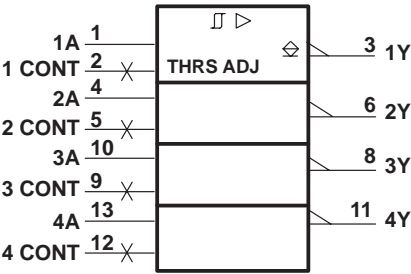 1A 1
1 CONT 2
THRS ADJ
3 1Y
2A 4
2 CONT 5
6 2Y
3A 10
3 CONT 9
8 3Y
4A 13
4 CONT 12
11 4Y